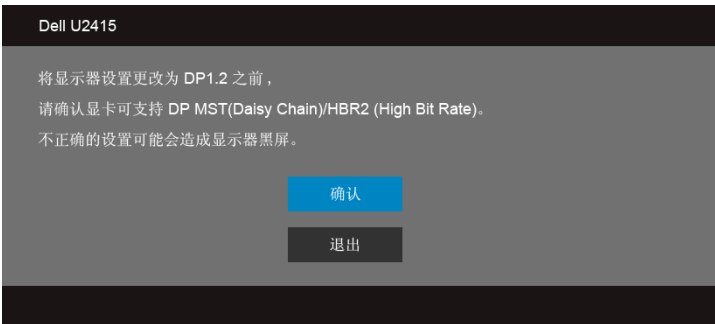 Dell U2415
将显示器设置更改为 DP1.2 之前，
请确认显卡可支持 DP MST(Daisy Chain)/HBR2 (High Bit Rate)。
不正确的设置可能会造成显示器黑屏。
确认
退出